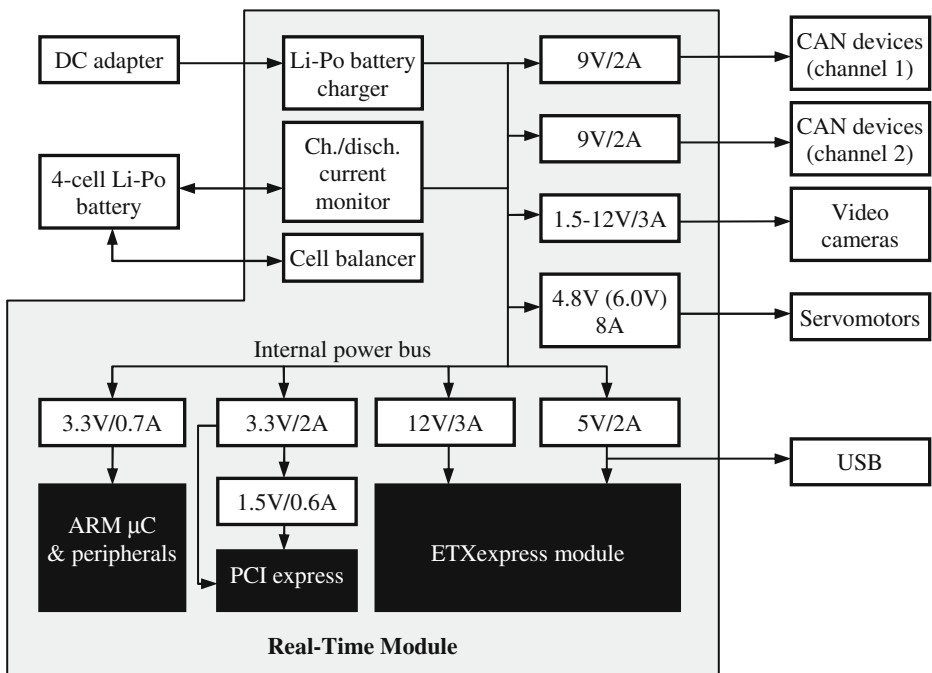 DC adapter
Li-Po battery
charger
9V/2A
CAN devices
(channel 1)
4-cell Li-Po
battery
Ch./disch.
current
monitor
9V/2A
CAN devices
(channel 2)
1.5-12V/3A
Video
cameras
Cell balancer
4.8V (6.0V)
8A
Servomotors
Internal power bus
3.3V/0.7A
3.3V/2A
12V/3A
5V/2A
USB
1.5V/0.6A
ARM μC
& peripherals
PCI express
ETXexpress module
Real-Time Module